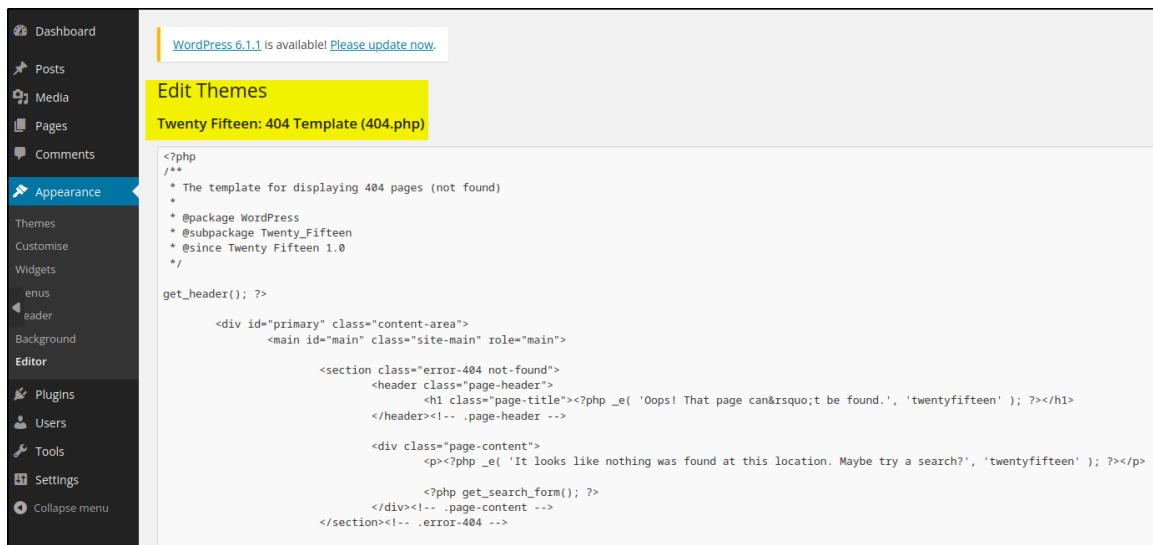 Dashboard
Posts
Media
Pages
Comments
Appearance
Themes
Customise
Widgets
enus
eader
Background
Editor
Plugins
Users
Tools
Settings
Collapse menu
WordPress 6.1.1 is available! Please update now.
Edit Themes
Twenty Fifteen: 404 Template (404.php)
<?php
/**
 * The template for displaying 404 pages (not found)
 *
 * @package WordPress
 * @subpackage Twenty_Fifteen
 * @since Twenty Fifteen 1.0
 */
get_header(); ?>
<div id="primary" class="content-area">
<main id="main" class="site-main" role="main">
<section class="error-404 not-found">
<header class="page-header">
<h1 class="page-title"><?php _e( 'Oops! That page can&rsquo;t be found.', 'twentyfifteen' ); ?></h1>
</header><!-- .page-header -->
<div class="page-content">
<p><?php _e( 'It looks like nothing was found at this location. Maybe try a search?', 'twentyfifteen' ); ?></p>
<?php get_search_form(); ?>
</div><!-- .page-content -->
</section><!-- .error-404 -->